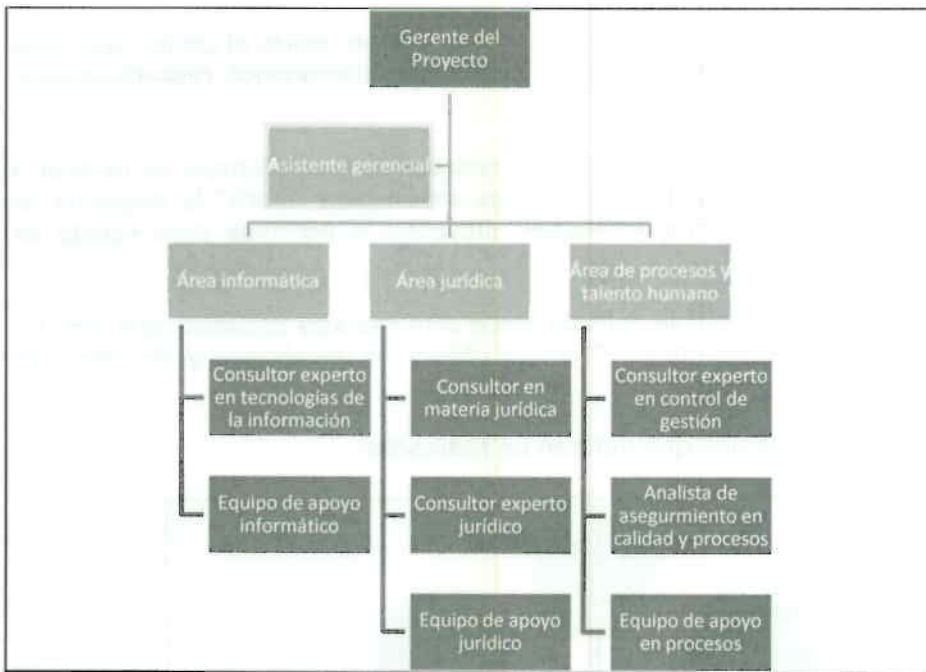 Gerente del
Proyecto
Asistente gerencial
Área informática
Área jurídica
Área de procesos y
talento humano
Consultor experto
en tecnologías de
la información
Equipo de apoyo
informático
Consultor en
materia jurídica
Consultor experto
jurídico
Equipo de apoyo
jurídico
Consultor experto
en control de
gestión
Analista de
asegurmiento en
calidad y procesos
Equipo de apoyo
en procesos